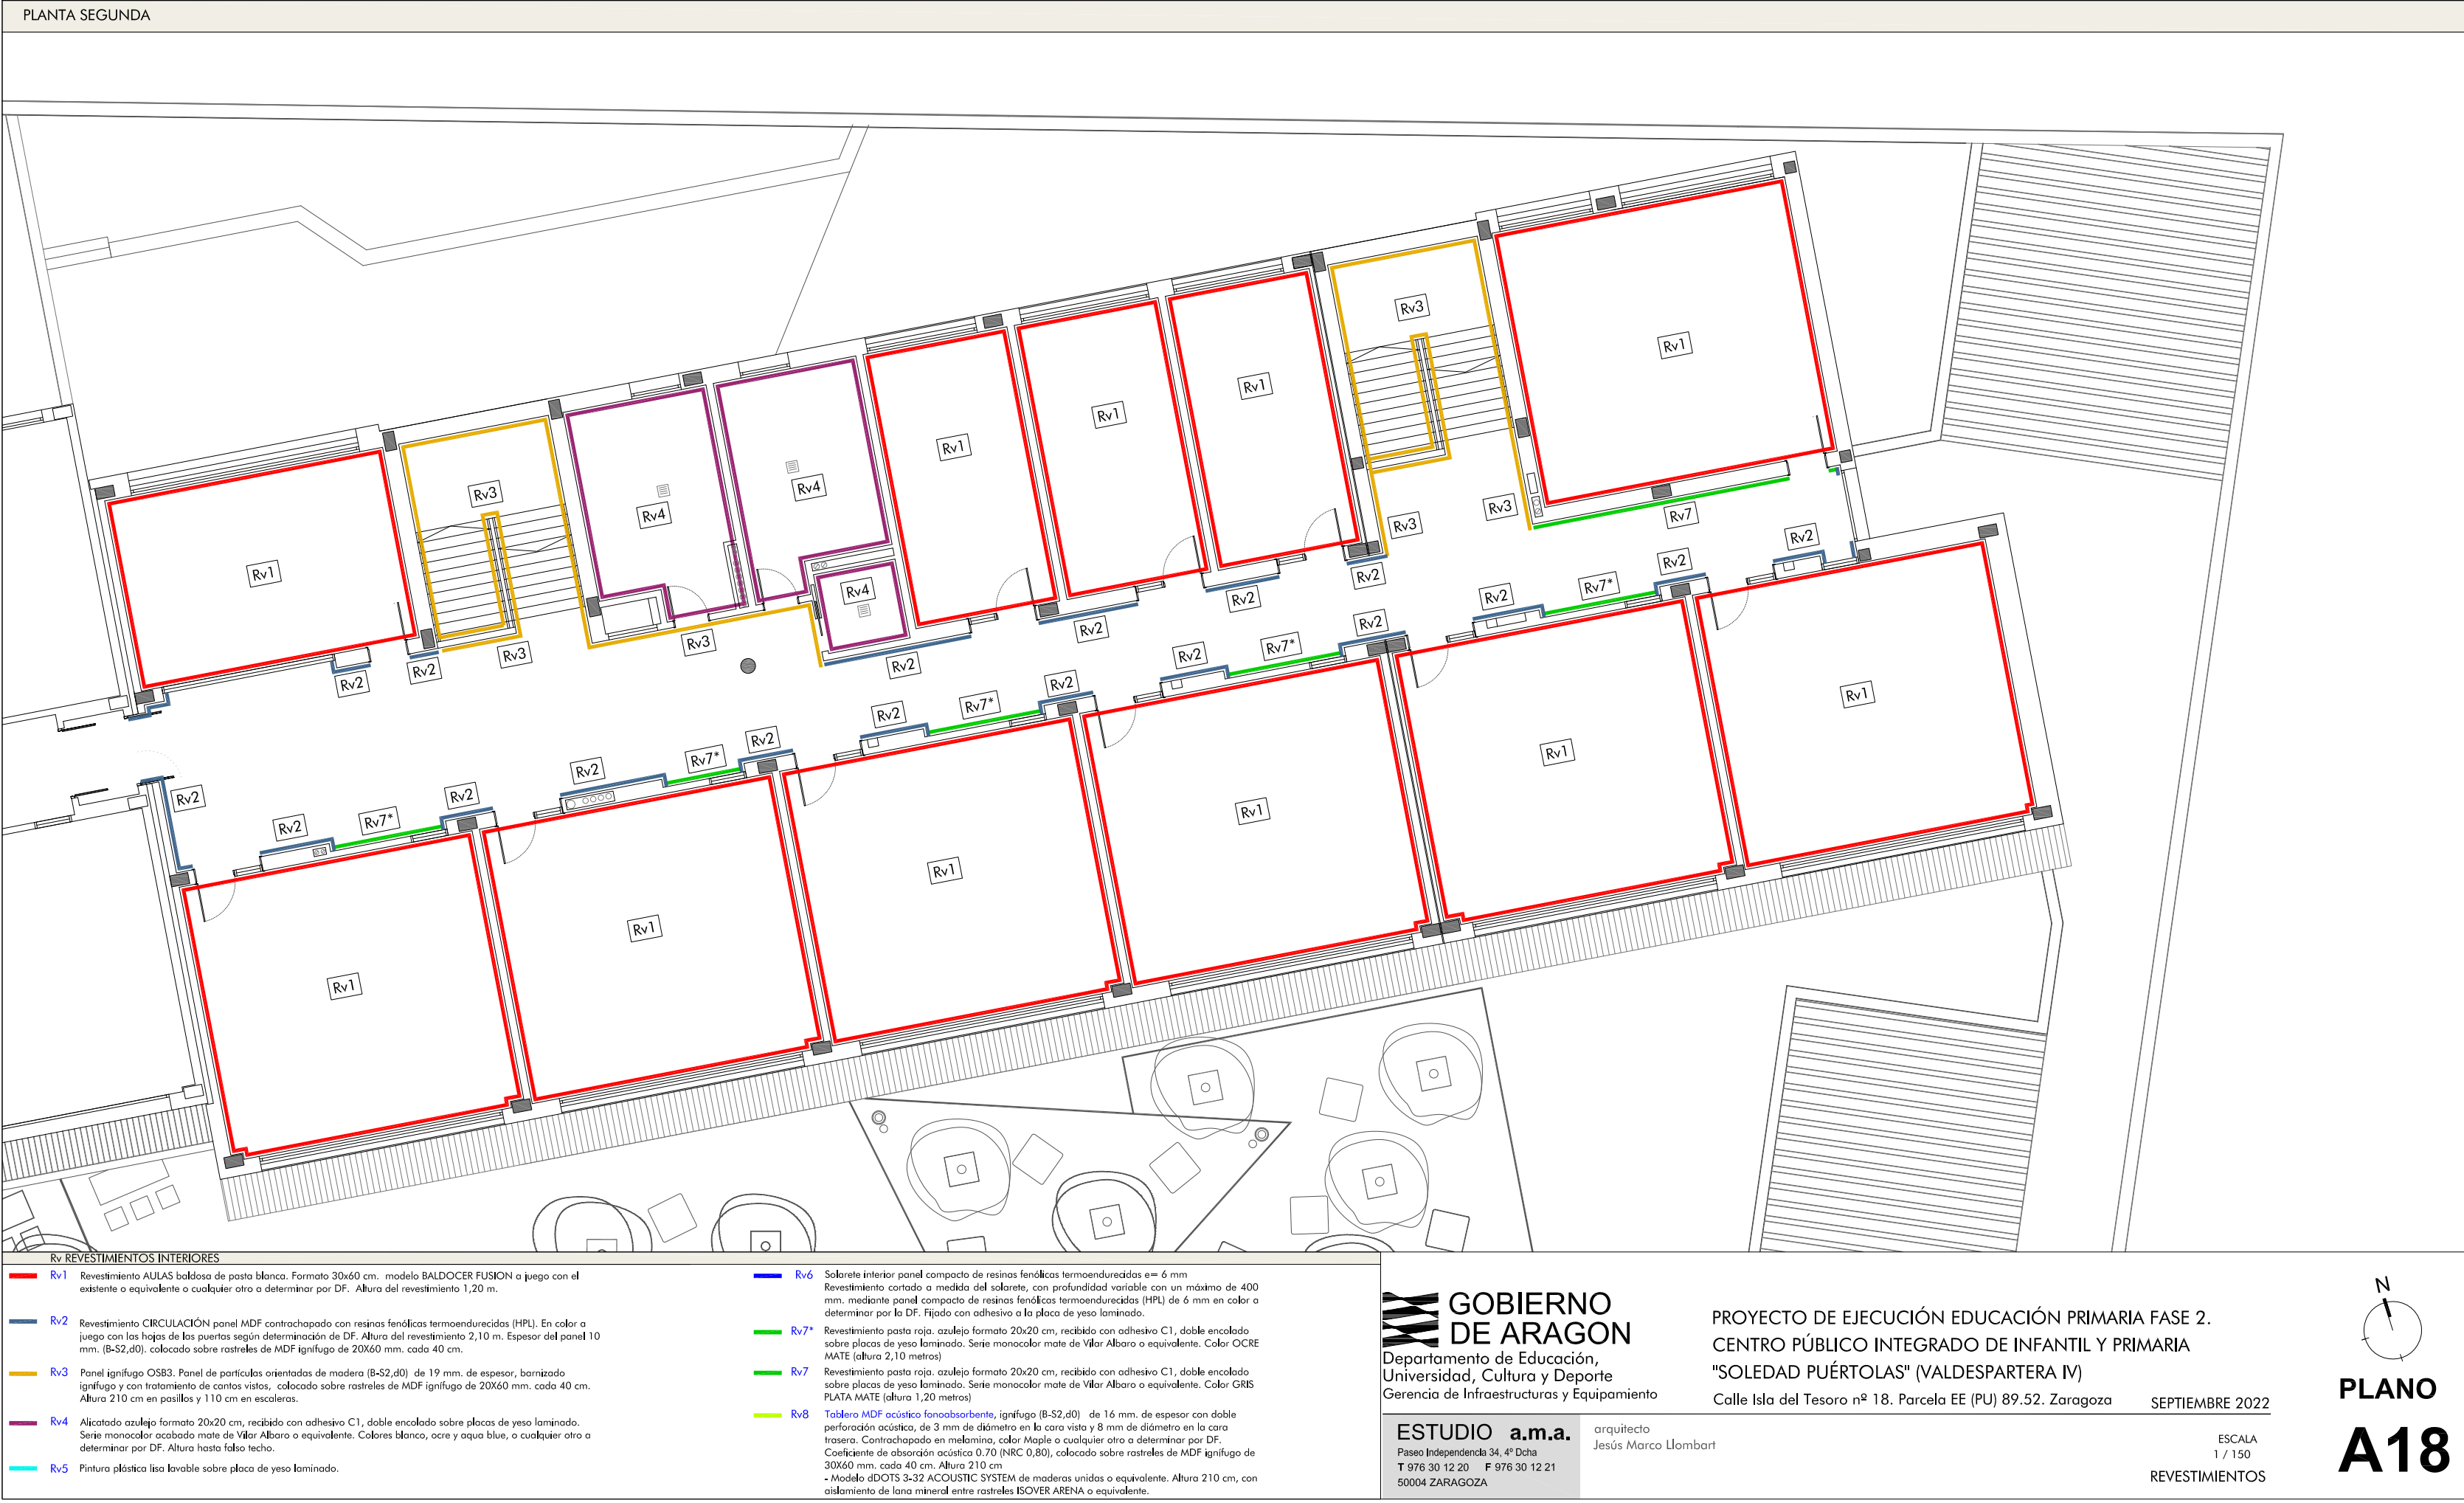 PLANTA SEGUNDA
Rv1
Rv3
Rv1
Rv1
Rv1
Rv1
Rv4
Rv3
Rv4
Rv3
Rv7
Rv3
Rv2
Rv1
Rv4
Rv2
Rv2
Rv7*
Rv2
Rv2
Rv2
Rv2
Rv7*
Rv2
Rv3
Rv3
Rv2
Rv2
Rv2
Rv2
Rv7*
Rv2
Rv1
Rv2
Rv7*
Rv2
Rv1
Rv2
Rv7*
Rv2
Rv2
Rv1
Rv1
Rv1
Rv1
Rv REVESTIMIENTOS INTERIORES
Rv1 Revestimiento AULAS baldosa de pasta blanca. Formato 30x60 cm. modelo BALDOCER FUSION a juego con el
existente o equivalente o cualquier otro a determinar por DF. Altura del revestimiento 1,20 m.
Rv2 Revestimiento CIRCULACIÓN panel MDF contrachapado con resinas fenólicas termoendurecidas (HPL). En color a
juego con las hojas de las puertas según determinación de DF. Altura del revestimiento 2,10 m. Espesor del panel 10
mm. (B-S2,d0). colocado sobre rastreles de MDF ignífugo de 20X60 mm. cada 40 cm.
Rv3 Panel ignífugo OSB3. Panel de partículas orientadas de madera (B-S2,d0) de 19 mm. de espesor, barnizado
ignífugo y con tratamiento de cantos vistos, colocado sobre rastreles de MDF ignífugo de 20X60 mm. cada 40 cm.
Altura 210 cm en pasillos y 110 cm en escaleras.
Rv4 Alicatado azulejo formato 20x20 cm, recibido con adhesivo C1, doble encolado sobre placas de yeso laminado.
Serie monocolor acabado mate de Vilar Albaro o equivalente. Colores blanco, ocre y aqua blue, o cualquier otro a
determinar por DF. Altura hasta falso techo.
Rv5 Pintura plástica lisa lavable sobre placa de yeso laminado.
Rv6 Solarete interior panel compacto de resinas fenólicas termoendurecidas e= 6 mm
Revestimiento cortado a medida del solarete, con profundidad variable con un máximo de 400
mm. mediante panel compacto de resinas fenólicas termoendurecidas (HPL) de 6 mm en color a
determinar por la DF. Fijado con adhesivo a la placa de yeso laminado.
Rv7* Revestimiento pasta roja. azulejo formato 20x20 cm, recibido con adhesivo C1, doble encolado
sobre placas de yeso laminado. Serie monocolor mate de Vilar Albaro o equivalente. Color OCRE
MATE (altura 2,10 metros)
Rv7 Revestimiento pasta roja. azulejo formato 20x20 cm, recibido con adhesivo C1, doble encolado
sobre placas de yeso laminado. Serie monocolor mate de Vilar Albaro o equivalente. Color GRIS
PLATA MATE (altura 1,20 metros)
Rv8 Tablero MDF acústico fonoabsorbente, ignífugo (B-S2,d0) de 16 mm. de espesor con doble
perforación acústica, de 3 mm de diámetro en la cara vista y 8 mm de diámetro en la cara
trasera. Contrachapado en melamina, color Maple o cualquier otro a determinar por DF.
Coeficiente de absorción acústica 0.70 (NRC 0,80), colocado sobre rastreles de MDF ignífugo de
30X60 mm. cada 40 cm. Altura 210 cm
- Modelo dDOTS 3-32 ACOUSTIC SYSTEM de maderas unidas o equivalente. Altura 210 cm, con
aislamiento de lana mineral entre rastreles ISOVER ARENA o equivalente.
GOBIERNO
DE ARAGON
Departamento de Educación,
Universidad, Cultura y Deporte
Gerencia de Infraestructuras y Equipamiento
ESTUDIO a.m.a.
Paseo Independencia 34, 4º Dcha
T 976 30 12 20 F 976 30 12 21
50004 ZARAGOZA
arquitecto
Jesús Marco Llombart
PROYECTO DE EJECUCIÓN EDUCACIÓN PRIMARIA FASE 2.
CENTRO PÚBLICO INTEGRADO DE INFANTIL Y PRIMARIA
"SOLEDAD PUÉRTOLAS" (VALDESPARTERA IV)
Calle Isla del Tesoro nº 18. Parcela EE (PU) 89.52. Zaragoza
SEPTIEMBRE 2022
ESCALA
1 / 150
REVESTIMIENTOS
N
PLANO
A18